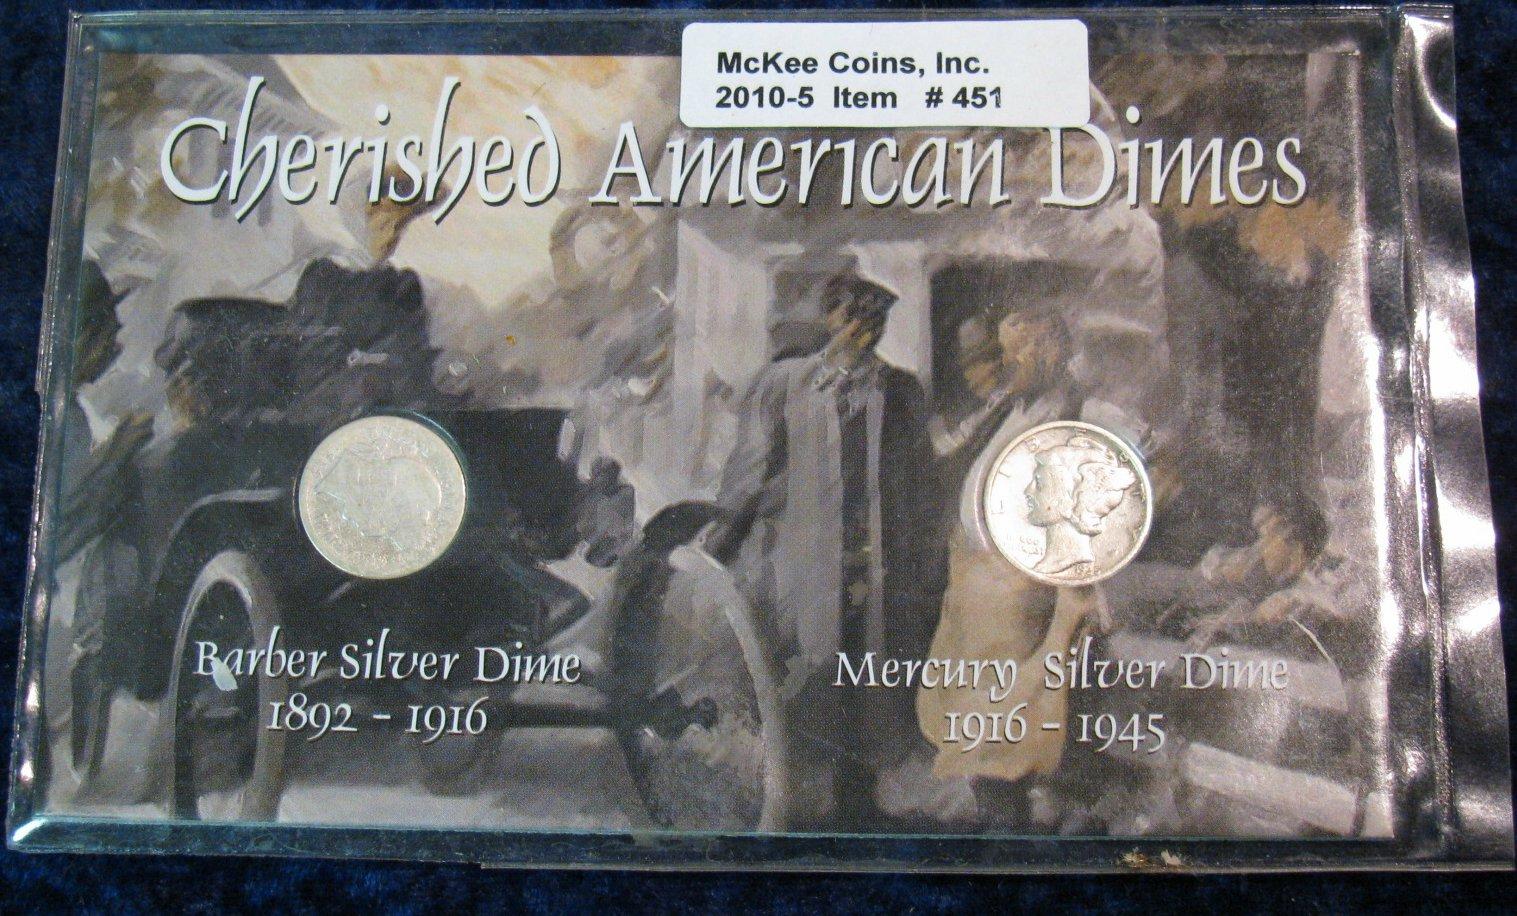 McKee Coins, Inc.
2010-5 Item # 451
Cherished American Dimes
Barber Silver Dime
1892 - 1916
Mercury Silver Dime
1916 - 1945